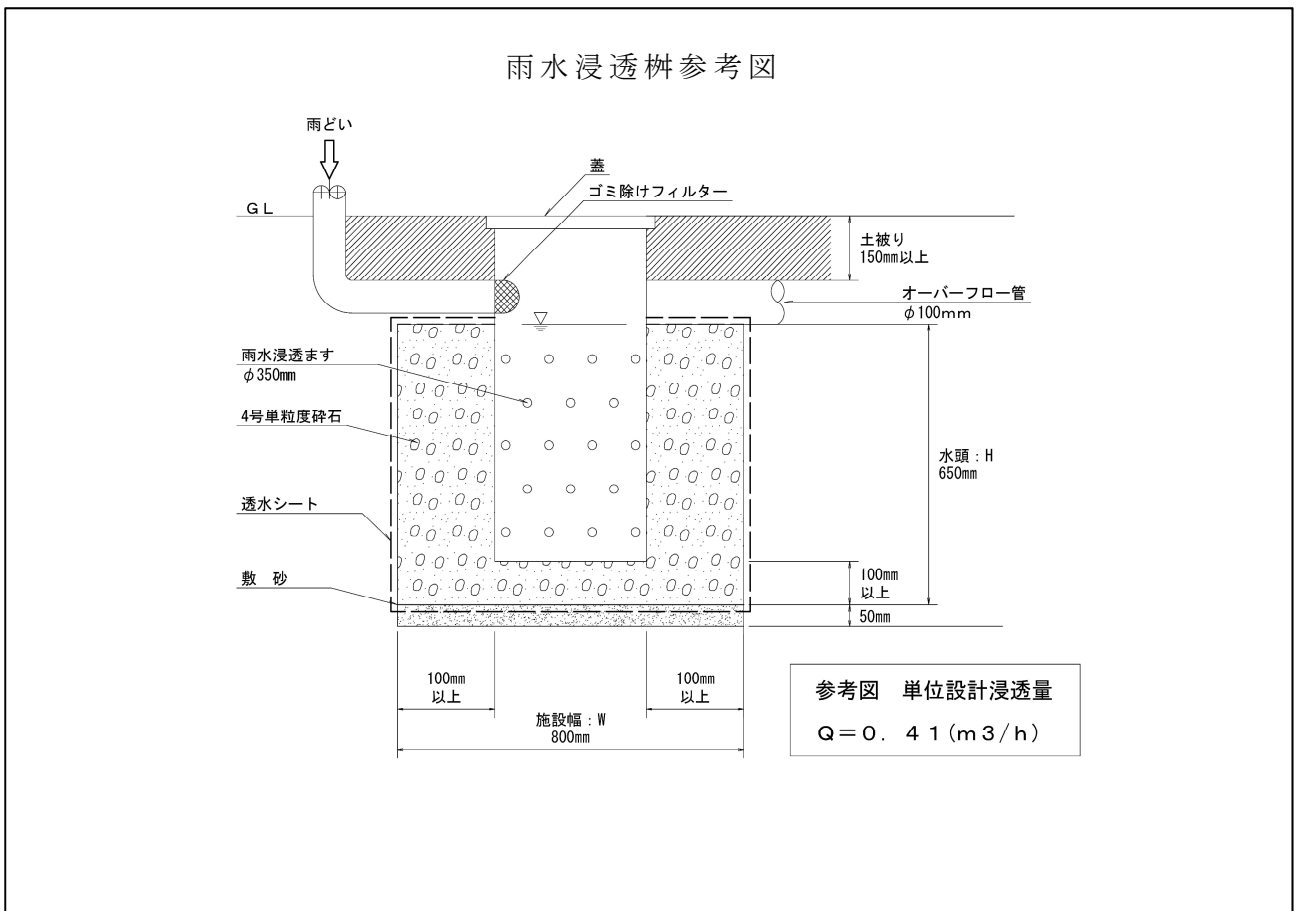 雨水浸透桝参考図
雨どい
蓋
ゴミ除けフィルター
GL
土被り
150mm以上
オーバーフロー管
φ100mm
雨水浸透ます
φ350mm
4号単粒度砕石
水頭：H
650mm
透水シート
敷 砂
100mm
以上
50mm
100mm
以上
100mm
以上
施設幅：W
800mm
参考図 単位設計浸透量
Q＝0．41(m3/h)